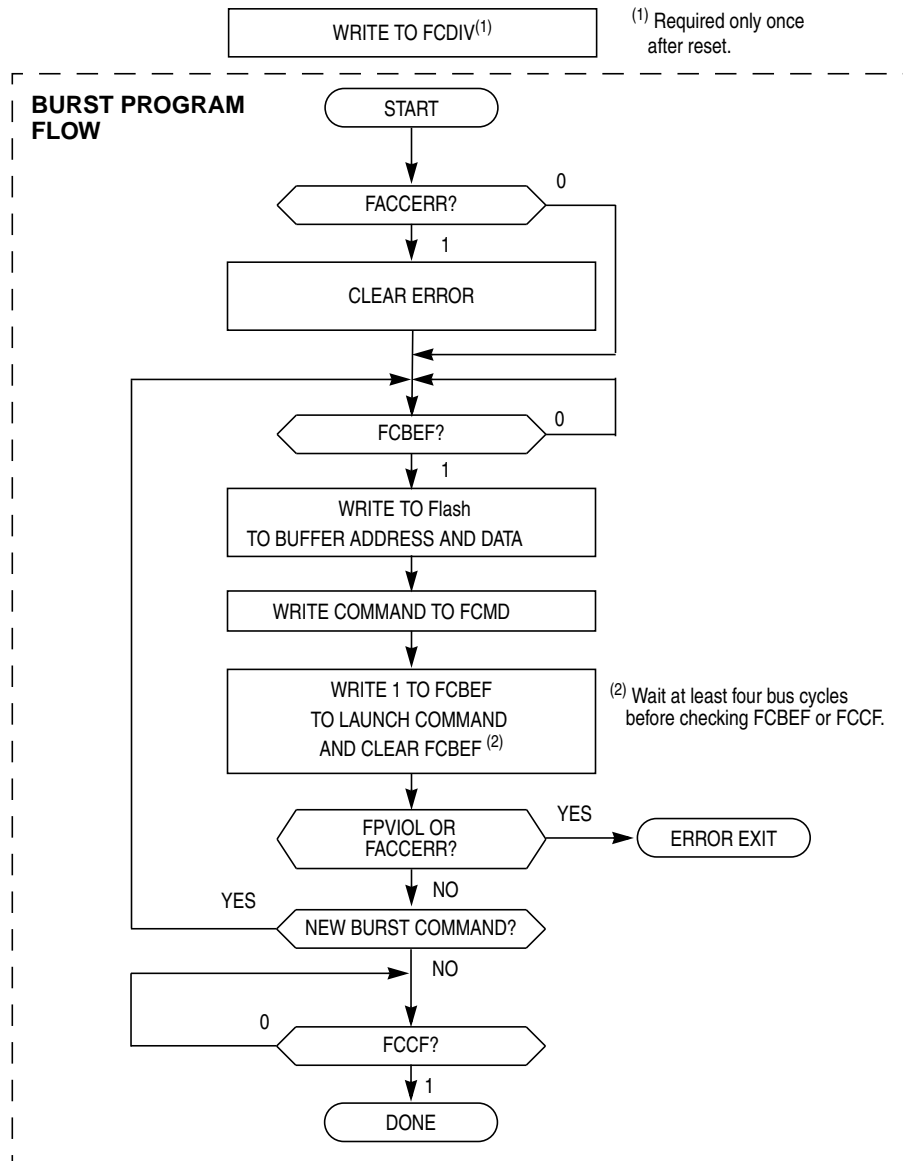 WRITE TO FCDIV(1)
(1) Required only once
after reset.
BURST PROGRAM
FLOW
START
FACCERR?
0
1
CLEAR ERROR
FCBEF?
0
1
WRITE TO Flash
TO BUFFER ADDRESS AND DATA
WRITE COMMAND TO FCMD
WRITE 1 TO FCBEF
TO LAUNCH COMMAND
AND CLEAR FCBEF (2)
(2) Wait at least four bus cycles
before checking FCBEF or FCCF.
FPVIOL OR
FACCERR?
YES
ERROR EXIT
NO
YES
NEW BURST COMMAND?
NO
0
FCCF?
1
DONE